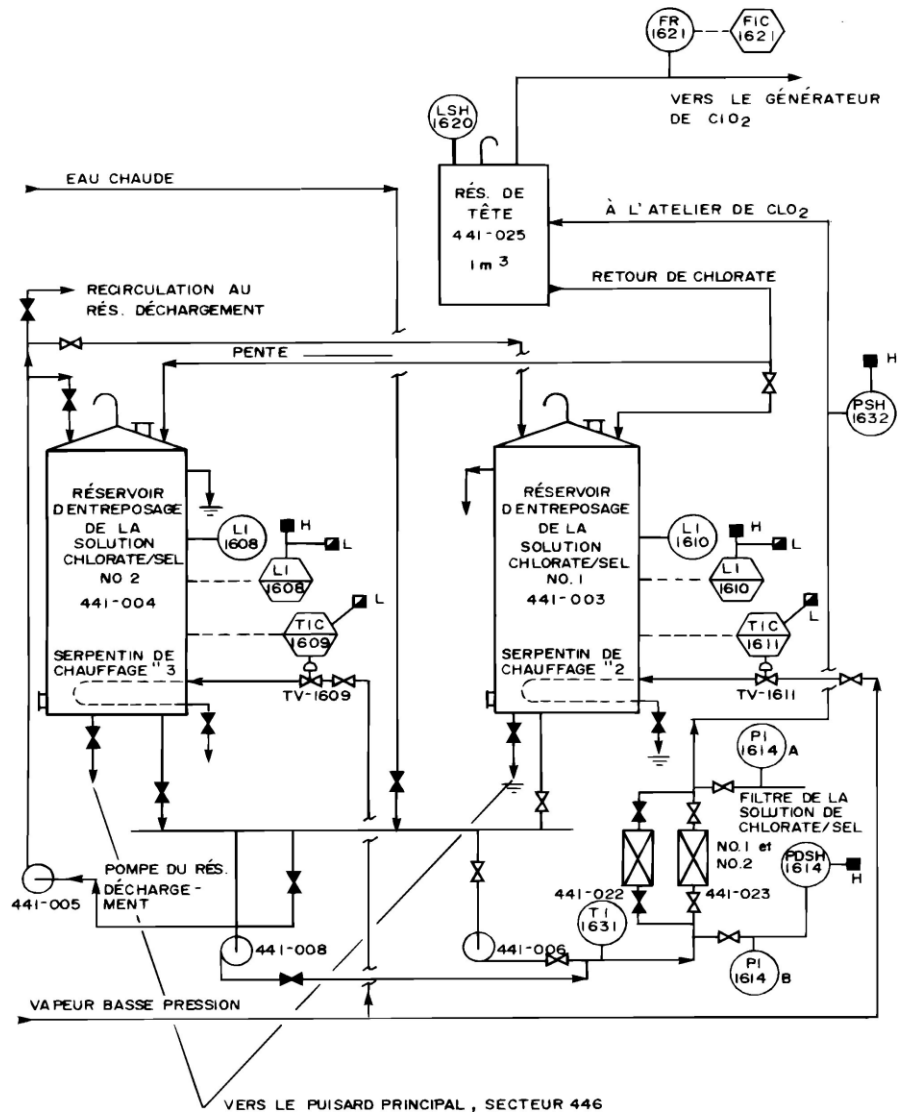 FR
1621
FIC
1621
VERS LE GÉNÉRATEUR
DE ClO2
LSH
1620
EAU CHAUDE
RÉS. DE
TÊTE
441-025
1 m 3
À L'ATELIER DE CLO2
RETOUR DE CHLORATE
RECIRCULATION AU
RÉS. DÉCHARGEMENT
PENTE
H
PSH
1632
RÉSERVOIR
D'ENTREPOSAGE
DE LA
SOLUTION
CHLORATE/SEL
NO 2
441-004
SERPENTIN DE
CHAUFFAGE "3
LI
1608
H
L
LI
1608
L
TIC
1609
TV-1609
RÉSERVOIR
D'ENTREPOSAGE
DE LA
SOLUTION
CHLORATE/SEL
NO.1
441-003
SERPENTIN DE
CHAUFFAGE "2
LI
1610
H
L
LI
1610
L
TIC
1611
TV-1611
PI
1614 A
FILTRE DE LA
SOLUTION DE
CHLORATE/SEL
NO.1 et
NO.2
PDSH
1614
H
441-022
441-023
TI
1631
PI
1614 B
POMPE DU RÉS.
DÉCHARGE-
MENT
441-005
441-008
441-006
VAPEUR BASSE PRESSION
VERS LE PUISARD PRINCIPAL, SECTEUR 446